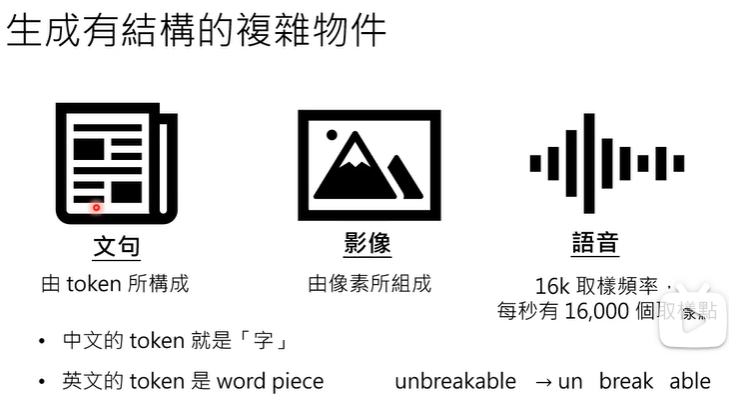 生成有結構的複雜物件
文句
影像
語音
由 token 所構成
由像素所組成
16k 取樣頻率,
每秒有 16,000 個取樣點
• 中文的 token 就是「字」
• 英文的 token 是 word piece
unbreakable → un break able